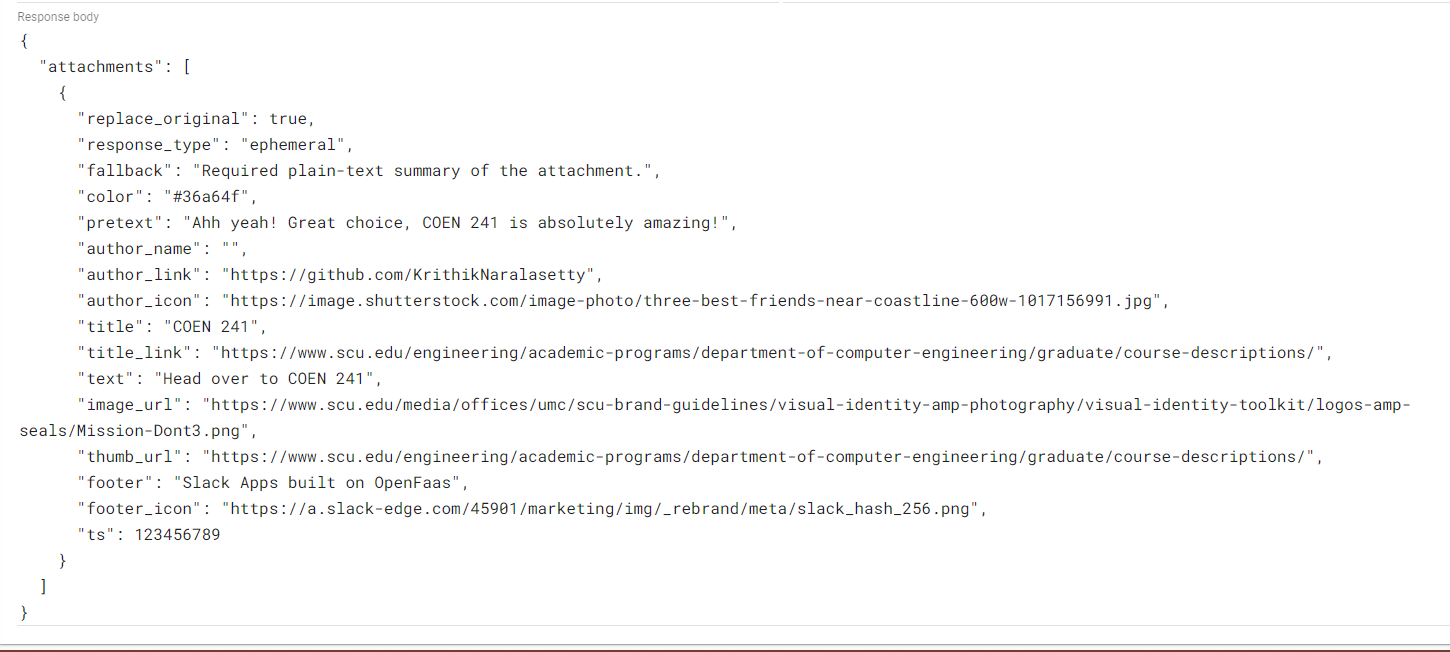 Response body
{
  "attachments": [
    {
      "replace_original": true,
      "response_type": "ephemeral",
      "fallback": "Required plain-text summary of the attachment.",
      "color": "#36a64f",
      "pretext": "Ahh yeah! Great choice, COEN 241 is absolutely amazing!",
      "author_name": "",
      "author_link": "https://github.com/KrithikNaralasetty",
      "author_icon": "https://image.shutterstock.com/image-photo/three-best-friends-near-coastline-600w-1017156991.jpg",
      "title": "COEN 241",
      "title_link": "https://www.scu.edu/engineering/academic-programs/department-of-computer-engineering/graduate/course-descriptions/",
      "text": "Head over to COEN 241",
      "image_url": "https://www.scu.edu/media/offices/umc/scu-brand-guidelines/visual-identity-amp-photography/visual-identity-toolkit/logos-amp-
seals/Mission-Dont3.png",
      "thumb_url": "https://www.scu.edu/engineering/academic-programs/department-of-computer-engineering/graduate/course-descriptions/",
      "footer": "Slack Apps built on OpenFaas",
      "footer_icon": "https://a.slack-edge.com/45901/marketing/img/_rebrand/meta/slack_hash_256.png",
      "ts": 123456789
    }
  ]
}